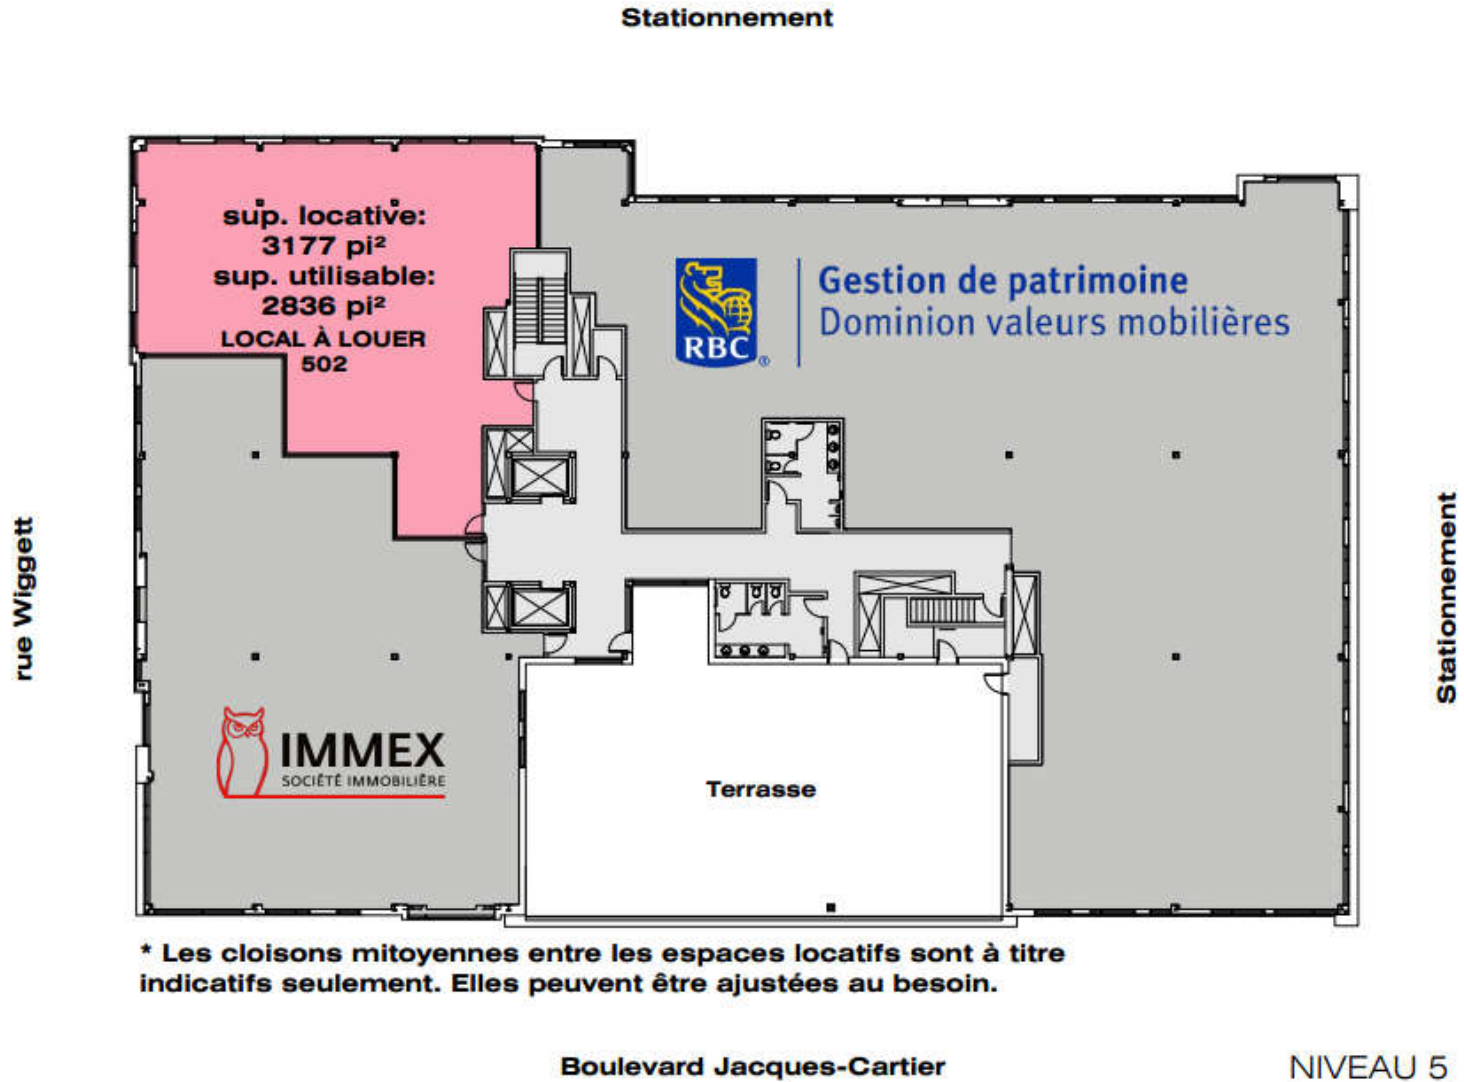 Stationnement
sup. locative:
3177 pi²
sup. utilisable:
2836 pi²
LOCAL À LOUER
502
RBC
®
Gestion de patrimoine
Dominion valeurs mobilières
rue Wiggett
Stationnement
IMMEX
SOCIÉTÉ IMMOBILIÈRE
Terrasse
* Les cloisons mitoyennes entre les espaces locatifs sont à titre
indicatifs seulement. Elles peuvent être ajustées au besoin.
Boulevard Jacques-Cartier
NIVEAU 5